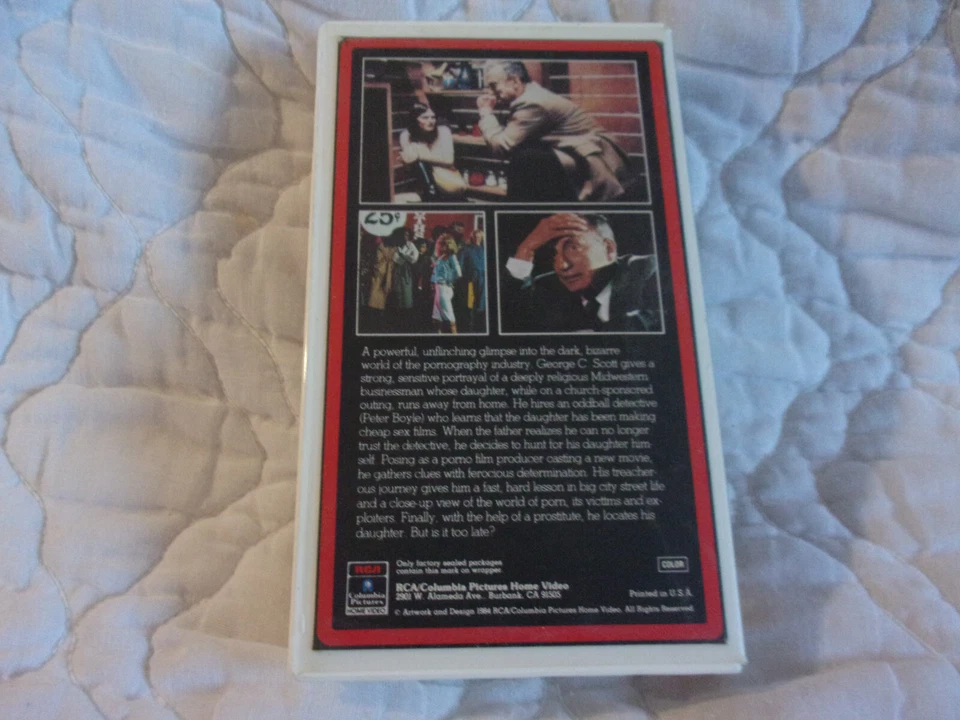 25¢
A powerful, unflinching glimpse into the dark, bizarre
world of the pornography industry. George C. Scott gives a
strong, sensitive portrayal of a deeply religious Midwestern
businessman whose daughter, while on a church-sponsored
outing, runs away from home. He hires an oddball detective
(Peter Boyle) who learns that the daughter has been making
cheap sex films. When the father realizes he can no longer
trust the detective, he decides to hunt for his daughter him-
self. Posing as a porno film producer casting a new movie,
he gathers clues with ferocious determination. His treacher-
ous journey gives him a fast, hard lesson in big city street life
and a close-up view of the world of porn, its victims and ex-
ploiters. Finally, with the help of a prostitute, he locates his
daughter. But is it too late?
RCA
Columbia
Pictures
HOME VIDEO
Only factory sealed packages
contain this mark on wrapper.
COLOR
RCA/Columbia Pictures Home Video
2901 W. Alameda Ave., Burbank, CA 91505
Printed in U.S.A.
© Artwork and Design 1984 RCA/Columbia Pictures Home Video. All Rights Reserved.